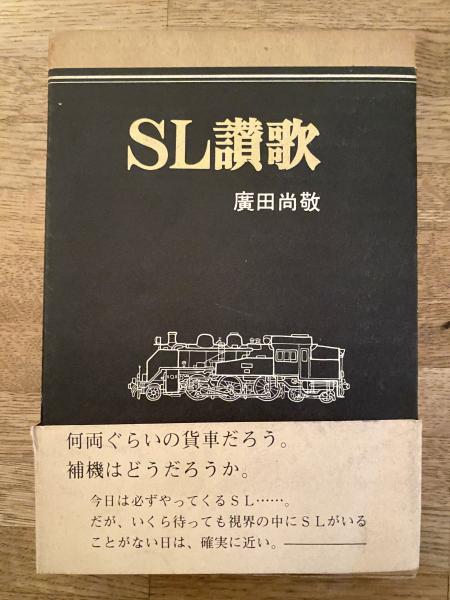 SL讃歌
廣田尚敬
何両ぐらいの貨車だろう。
補機はどうだろうか。
今日は必ずやってくるSL……。
だが、いくら待っても視界の中にSLがいる
ことがない日は、確実に近い。————